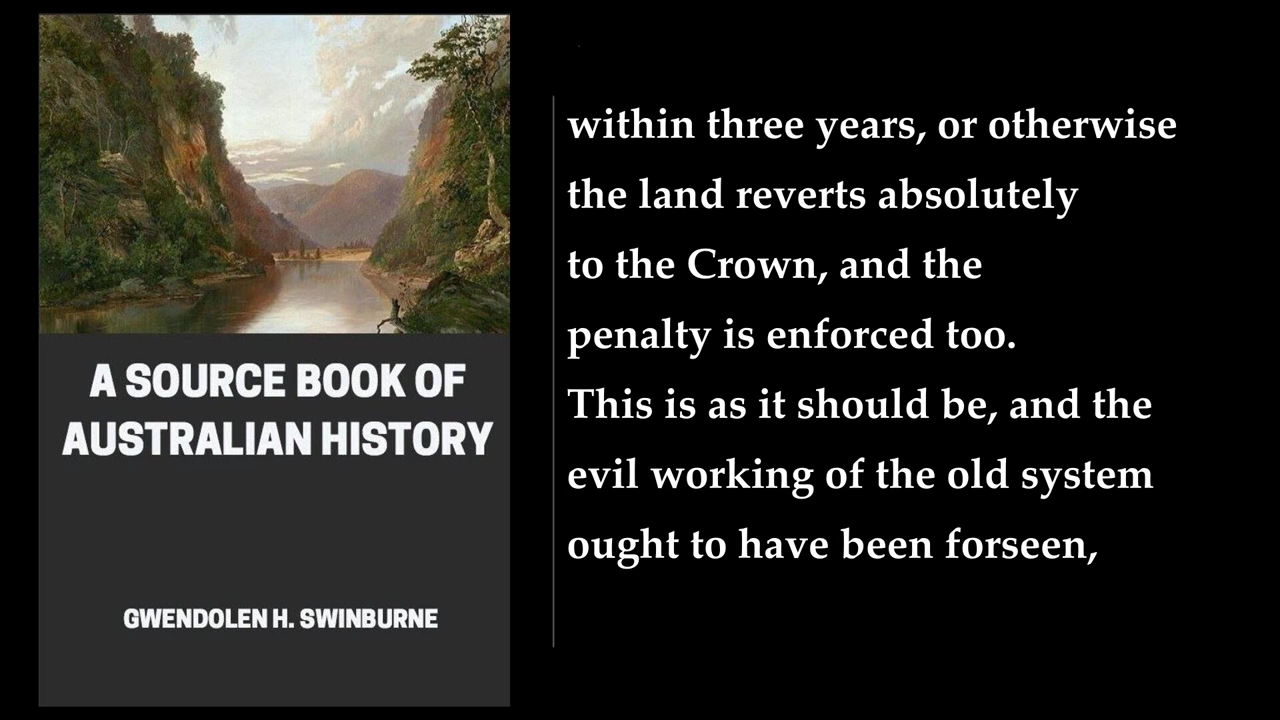 A SOURCE BOOK OF
AUSTRALIAN HISTORY
GWENDOLEN H. SWINBURNE
within three years, or otherwise
the land reverts absolutely
to the Crown, and the
penalty is enforced too.
This is as it should be, and the
evil working of the old system
ought to have been forseen,